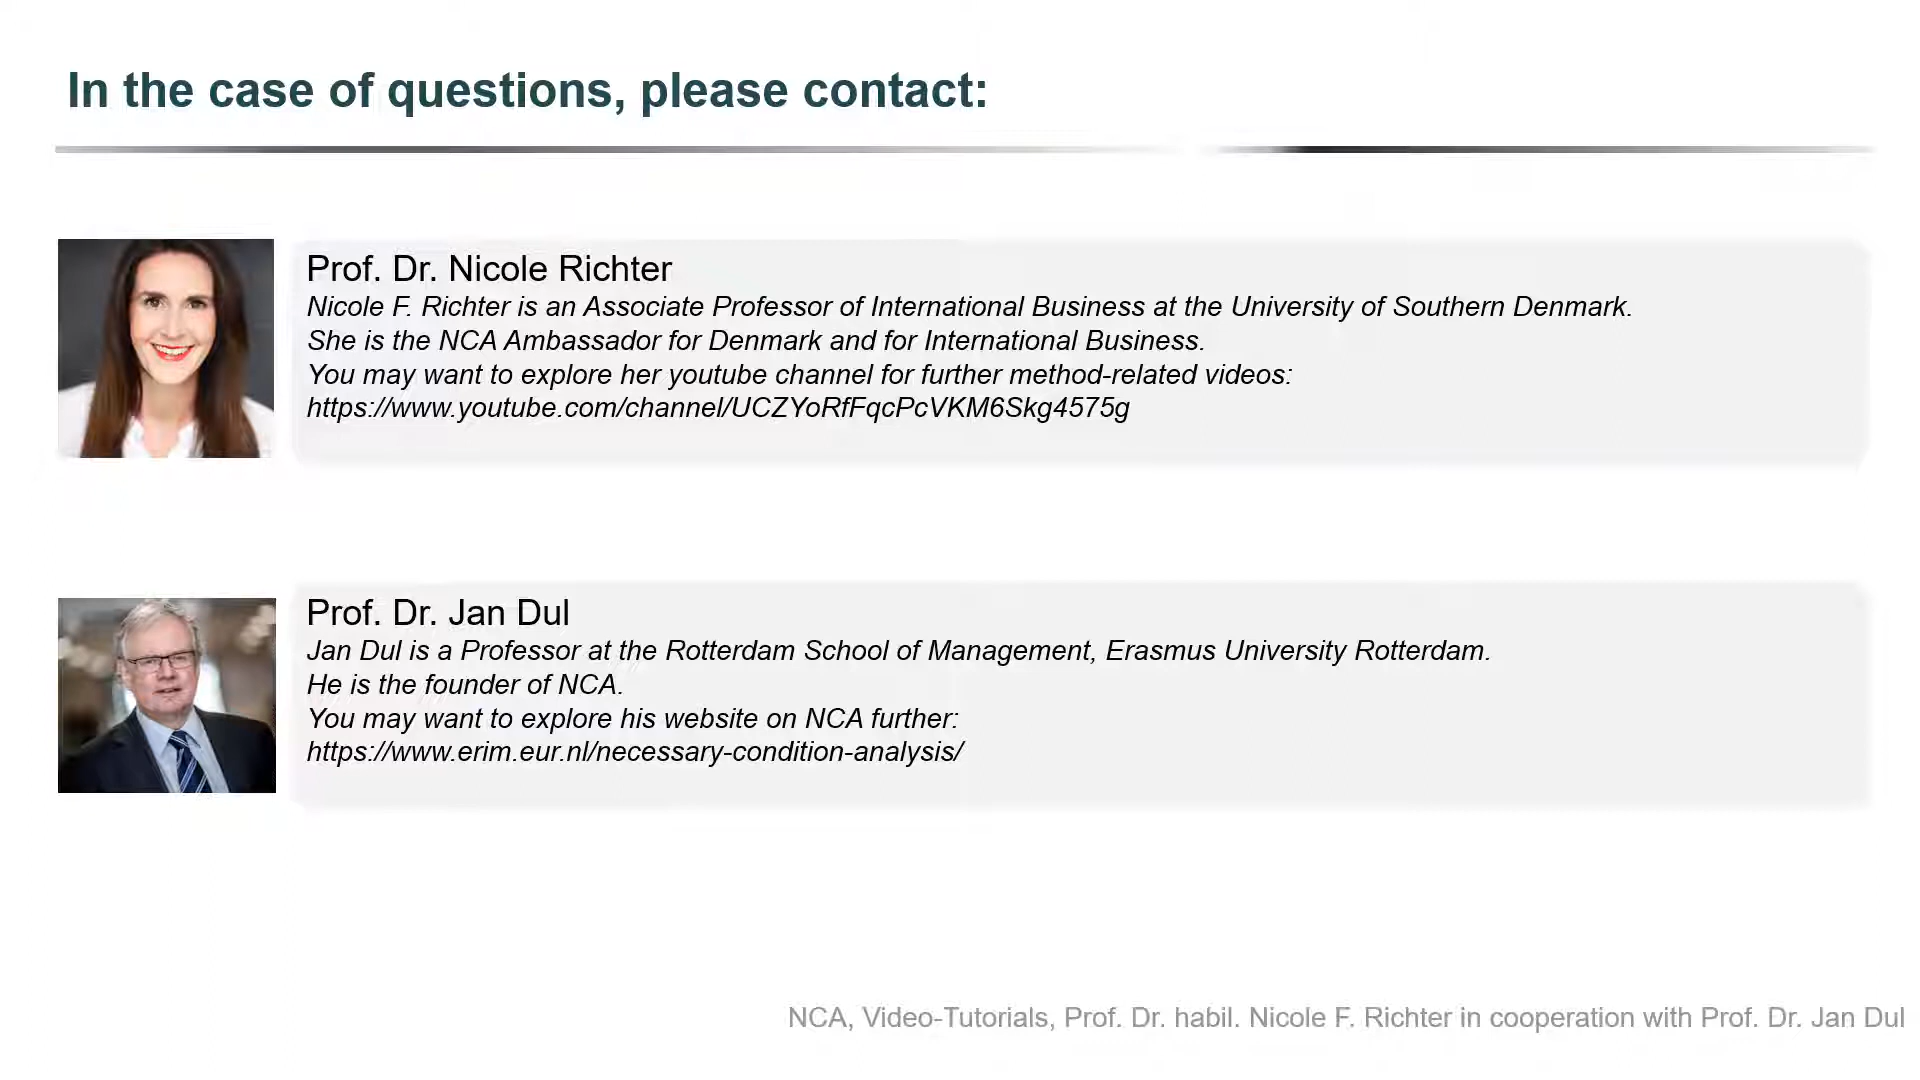 In the case of questions, please contact:
Prof. Dr. Nicole Richter
Nicole F. Richter is an Associate Professor of International Business at the University of Southern Denmark.
She is the NCA Ambassador for Denmark and for International Business.
You may want to explore her youtube channel for further method-related videos:
https://www.youtube.com/channel/UCZYoRfFqcPcVKM6Skg4575g
Prof. Dr. Jan Dul
Jan Dul is a Professor at the Rotterdam School of Management, Erasmus University Rotterdam.
He is the founder of NCA.
You may want to explore his website on NCA further:
https://www.erim.eur.nl/necessary-condition-analysis/
NCA, Video-Tutorials, Prof. Dr. habil. Nicole F. Richter in cooperation with Prof. Dr. Jan Dul